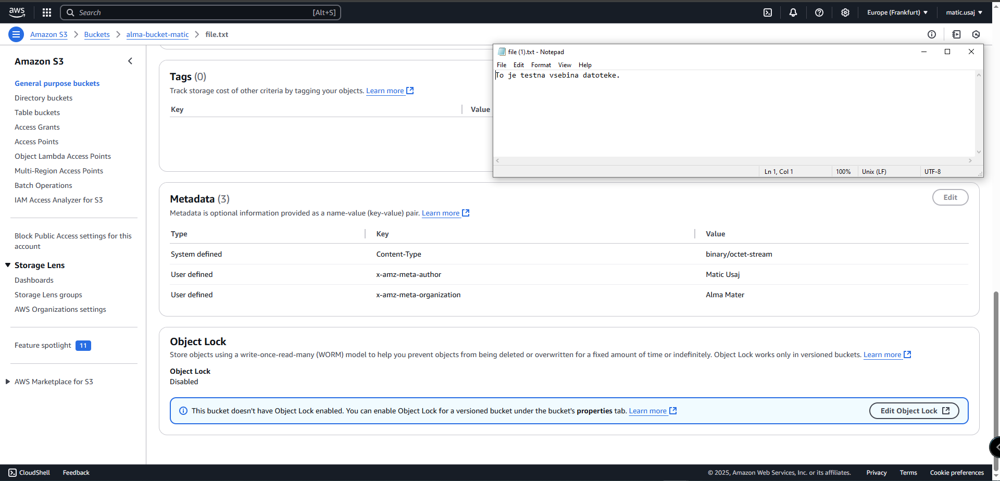 aws
Search
[Alt+S]
Europe (Frankfurt)
matic.usaj
Amazon S3
Buckets
alma-bucket-matic
file.txt
Amazon S3
General purpose buckets
Directory buckets
Table buckets
Access Grants
Access Points
Object Lambda Access Points
Multi-Region Access Points
Batch Operations
IAM Access Analyzer for S3
Block Public Access settings for this
account
Storage Lens
Dashboards
Storage Lens groups
AWS Organizations settings
Feature spotlight 11
AWS Marketplace for S3
Tags (0)
Track storage cost of other criteria by tagging your objects. Learn more
Key Value
file (1).txt - Notepad
File Edit Format View Help
To je testna vsebina datoteke.
Ln 1, Col 1 100% Unix (LF) UTF-8
Metadata (3)
Edit
Metadata is optional information provided as a name-value (key-value) pair. Learn more
Type Key Value
System defined Content-Type binary/octet-stream
User defined x-amz-meta-author Matic Usaj
User defined x-amz-meta-organization Alma Mater
Object Lock
Store objects using a write-once-read-many (WORM) model to help you prevent objects from being deleted or overwritten for a fixed amount of time or indefinitely. Object Lock works only in versioned buckets. Learn more
Object Lock
Disabled
This bucket doesn't have Object Lock enabled. You can enable Object Lock for a versioned bucket under the bucket's properties tab. Learn more
Edit Object Lock
CloudShell Feedback
© 2025, Amazon Web Services, Inc. or its affiliates. Privacy Terms Cookie preferences